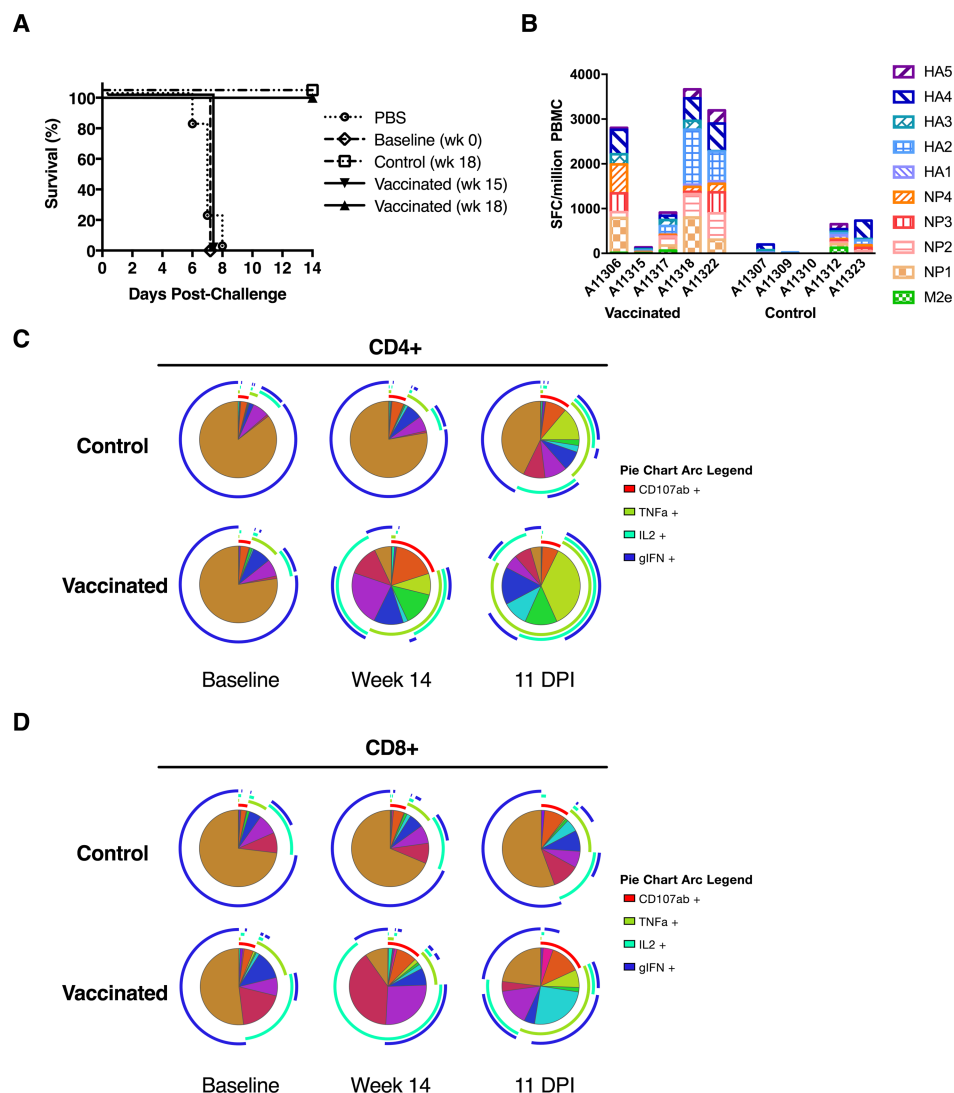 A
B
Survival (%)
100
80
60
40
20
0
0 2 4 6 8 10 12 14
Days Post-Challenge
PBS
Baseline (wk 0)
Control (wk 18)
Vaccinated (wk 15)
Vaccinated (wk 18)
SFC/million PBMC
4000
3000
2000
1000
0
A11306 A11315 A11317 A11318 A11322 A11307 A11309 A11310 A11312 A11323
Vaccinated Control
HA5
HA4
HA3
HA2
HA1
NP4
NP3
NP2
NP1
M2e
C
CD4+
Control
Vaccinated
Baseline Week 14 11 DPI
Pie Chart Arc Legend
CD107ab +
TNFa +
IL2 +
gIFN +
D
CD8+
Control
Vaccinated
Baseline Week 14 11 DPI
Pie Chart Arc Legend
CD107ab +
TNFa +
IL2 +
gIFN +